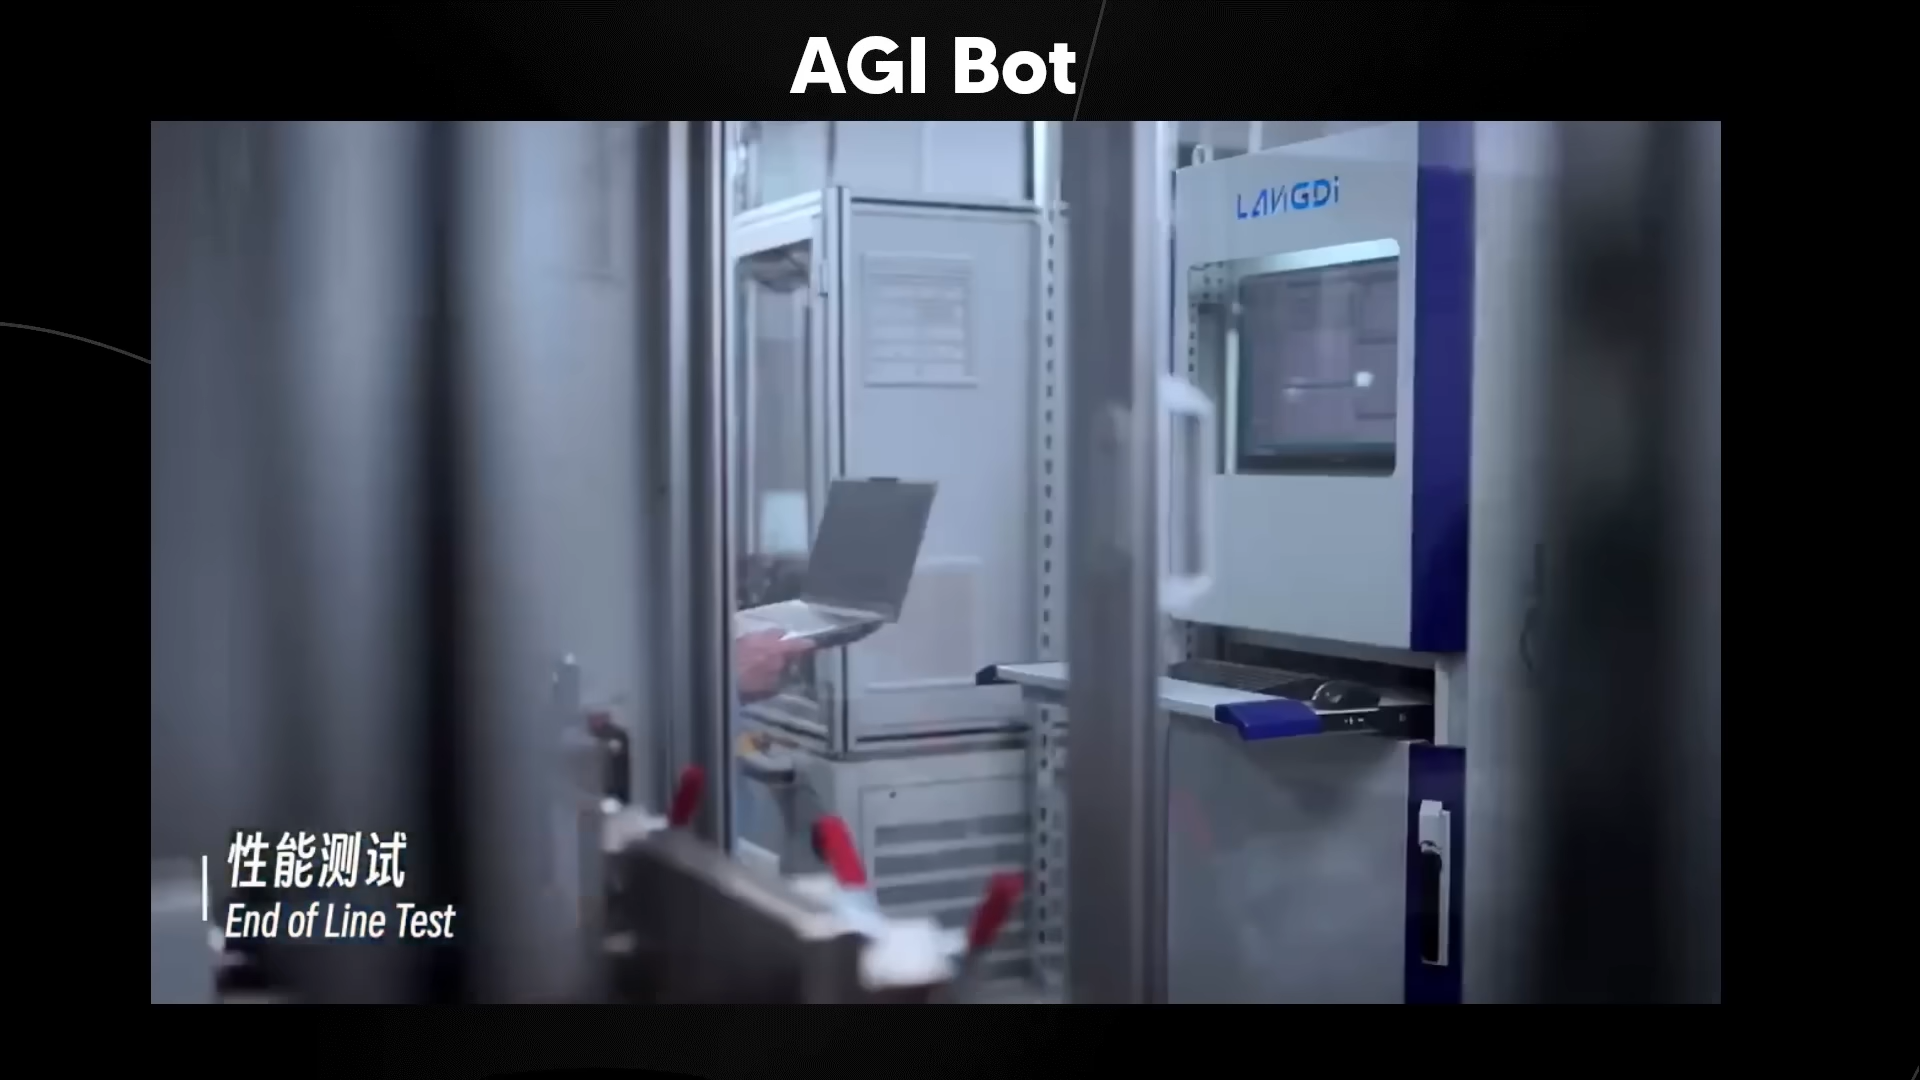 AGI Bot
LANGDi
性能测试
End of Line Test